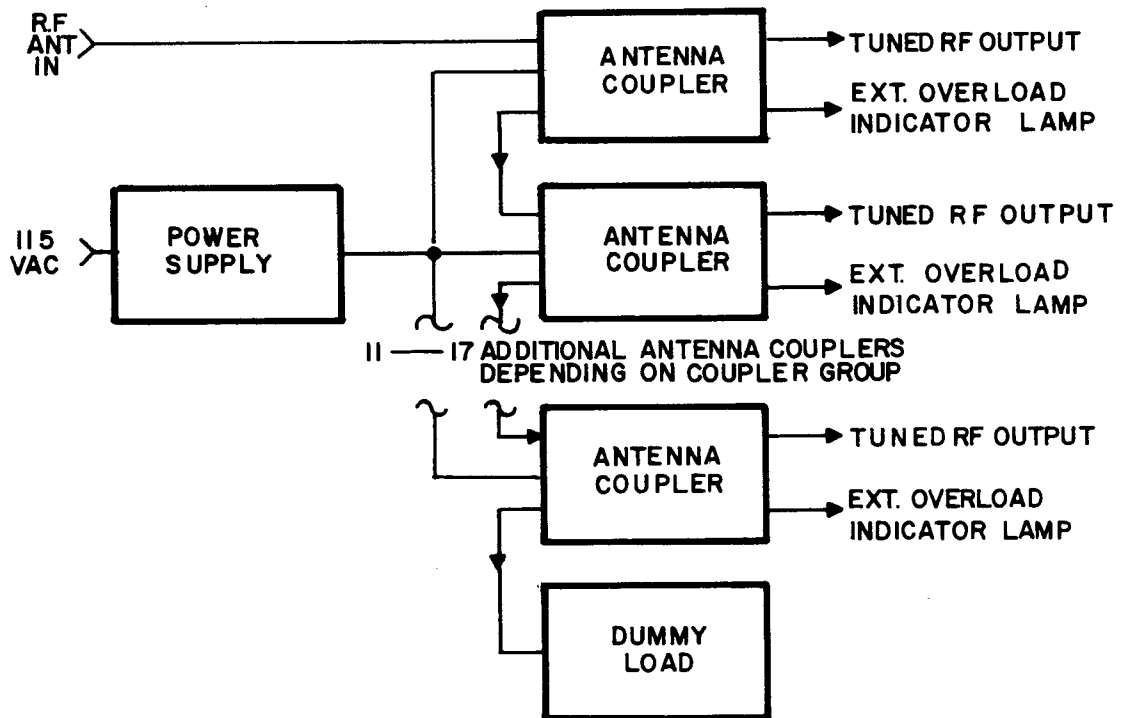 R.F
ANT
IN
ANTENNA
COUPLER
TUNED RF OUTPUT
EXT. OVERLOAD
INDICATOR LAMP
115
VAC
POWER
SUPPLY
ANTENNA
COUPLER
TUNED RF OUTPUT
EXT. OVERLOAD
INDICATOR LAMP
11 — 17 ADDITIONAL ANTENNA COUPLERS
DEPENDING ON COUPLER GROUP
ANTENNA
COUPLER
TUNED RF OUTPUT
EXT. OVERLOAD
INDICATOR LAMP
DUMMY
LOAD